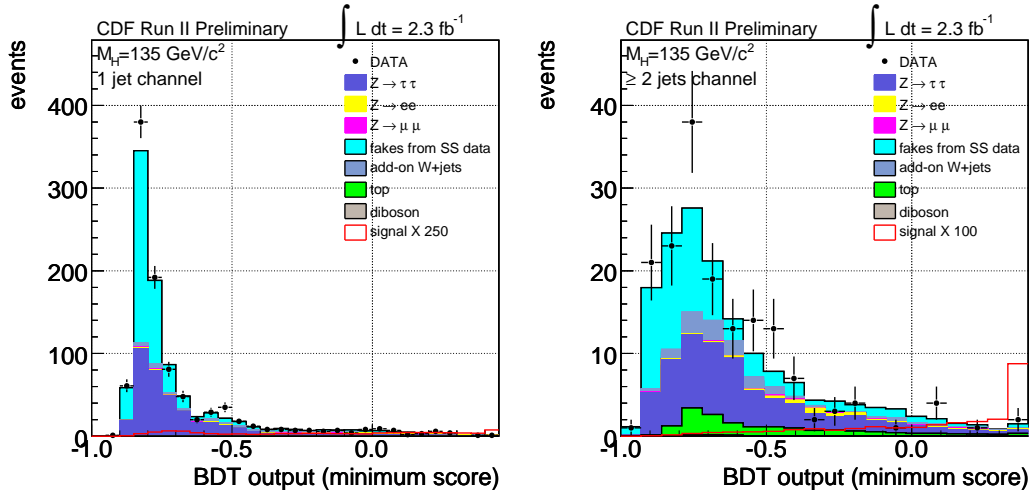 CDF Run II Preliminary ∫ L dt = 2.3 fb⁻¹
M_H=135 GeV/c²
1 jet channel
events
400
300
200
100
0
DATA
Z → τ τ
Z → ee
Z → μ μ
fakes from SS data
add-on W+jets
top
diboson
signal X 250
-1.0 -0.5 0.0
BDT output (minimum score)
CDF Run II Preliminary ∫ L dt = 2.3 fb⁻¹
M_H=135 GeV/c²
≥ 2 jets channel
events
40
30
20
10
0
DATA
Z → τ τ
Z → ee
Z → μ μ
fakes from SS data
add-on W+jets
top
diboson
signal X 100
-1.0 -0.5 0.0
BDT output (minimum score)